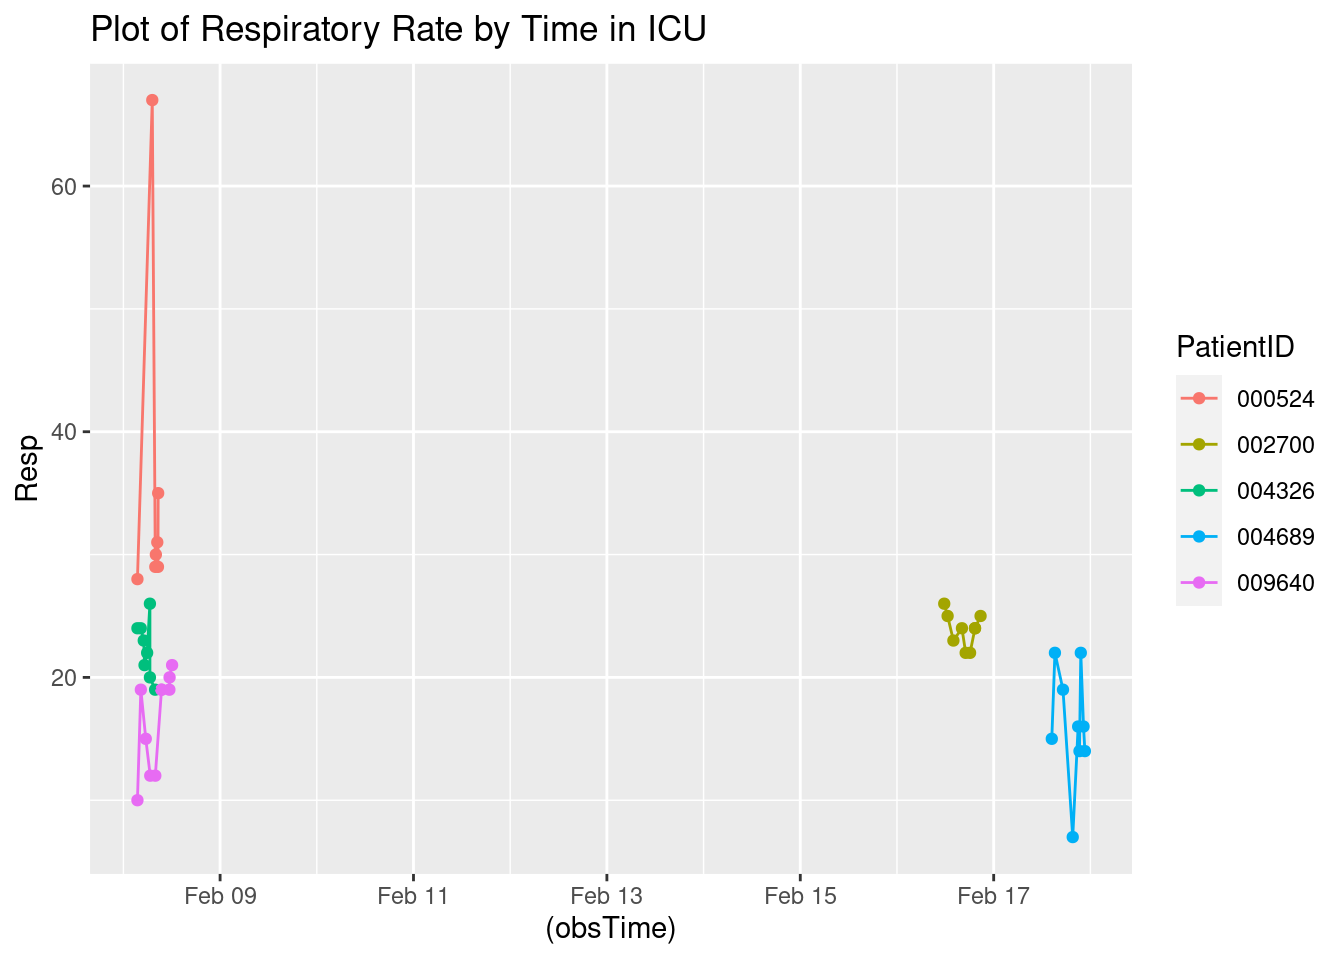 Plot of Respiratory Rate by Time in ICU
60
40
20
Resp
Feb 09
Feb 11
Feb 13
Feb 15
Feb 17
(obsTime)
PatientID
000524
002700
004326
004689
009640